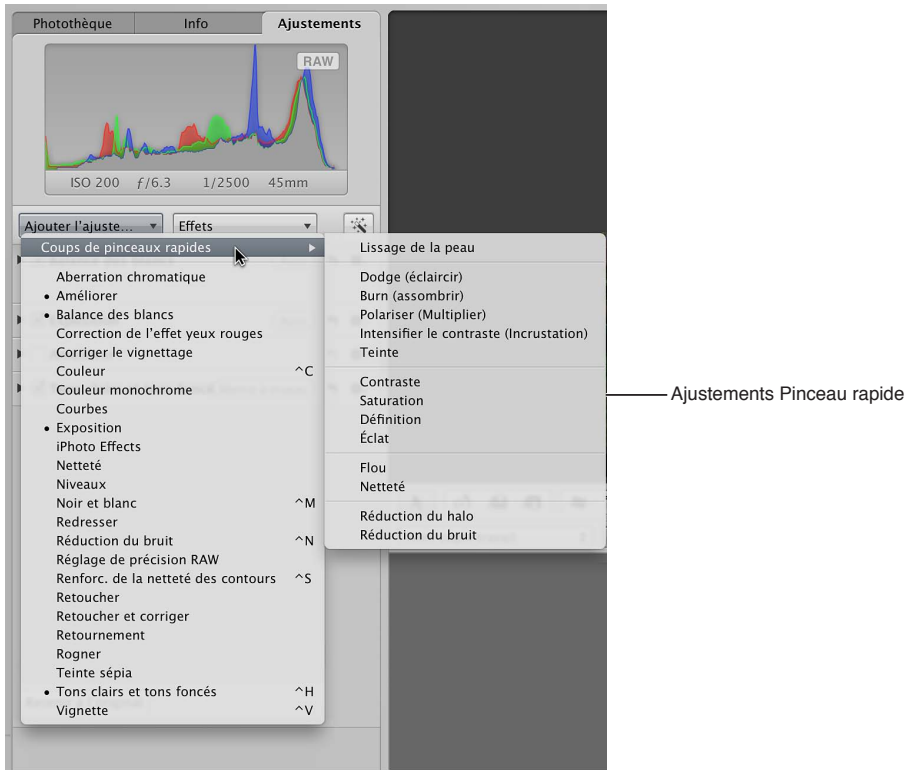 Photothèque Info Ajustements
RAW
ISO 200 ƒ/6.3 1/2500 45mm
Ajouter l'ajuste... Effets
Coups de pinceaux rapides
Aberration chromatique
• Améliorer
• Balance des blancs
Correction de l'effet yeux rouges
Corriger le vignettage
Couleur ^C
Couleur monochrome
Courbes
• Exposition
iPhoto Effects
Netteté
Niveaux
Noir et blanc ^M
Redresser
Réduction du bruit ^N
Réglage de précision RAW
Renforc. de la netteté des contours ^S
Retoucher
Retoucher et corriger
Retournement
Rogner
Teinte sépia
• Tons clairs et tons foncés ^H
Vignette ^V
Lissage de la peau
Dodge (éclaircir)
Burn (assombrir)
Polariser (Multiplier)
Intensifier le contraste (Incrustation)
Teinte
Contraste
Saturation
Définition
Éclat
Flou
Netteté
Réduction du halo
Réduction du bruit
Ajustements Pinceau rapide